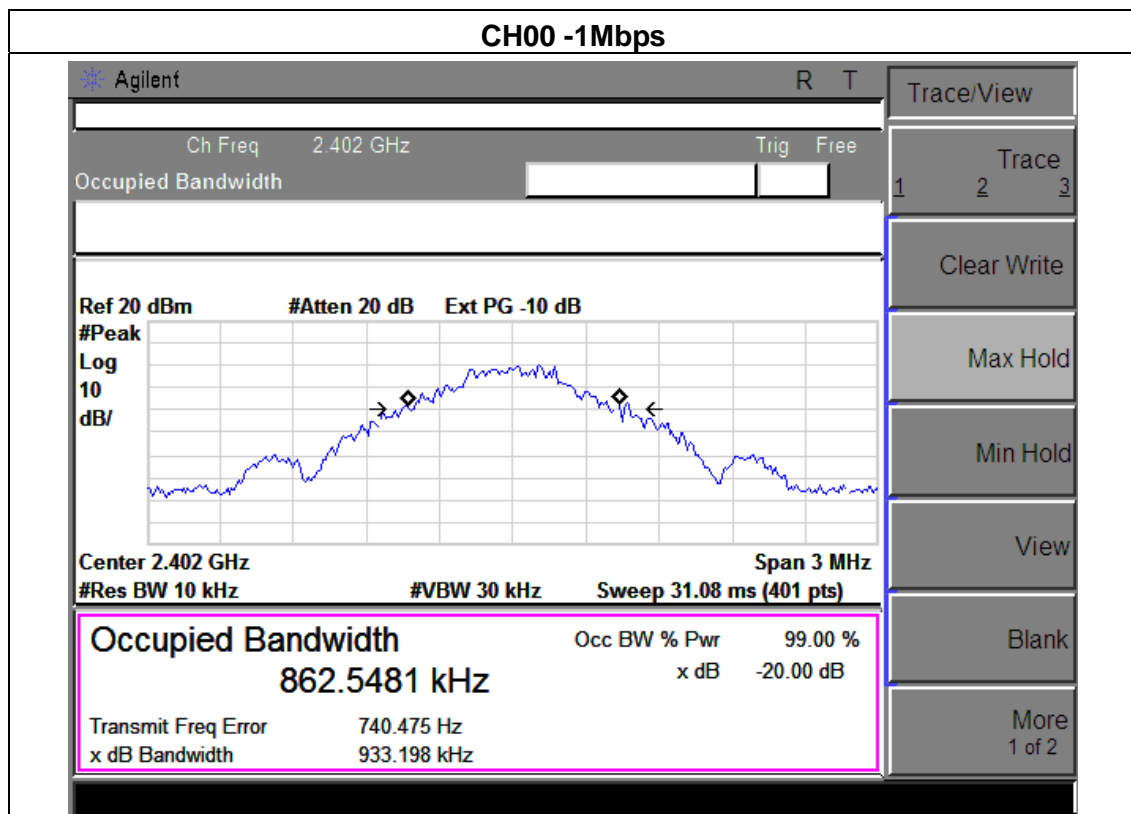 CH00 -1Mbps
Agilent R T
Ch Freq 2.402 GHz Trig Free
Occupied Bandwidth
Ref 20 dBm #Atten 20 dB Ext PG -10 dB
#Peak
Log
10
dB/
Center 2.402 GHz Span 3 MHz
#Res BW 10 kHz #VBW 30 kHz Sweep 31.08 ms (401 pts)
Occupied Bandwidth Occ BW % Pwr 99.00 %
862.5481 kHz x dB -20.00 dB
Transmit Freq Error 740.475 Hz
x dB Bandwidth 933.198 kHz
Trace/View
Trace
1 2 3
Clear Write
Max Hold
Min Hold
View
Blank
More
1 of 2